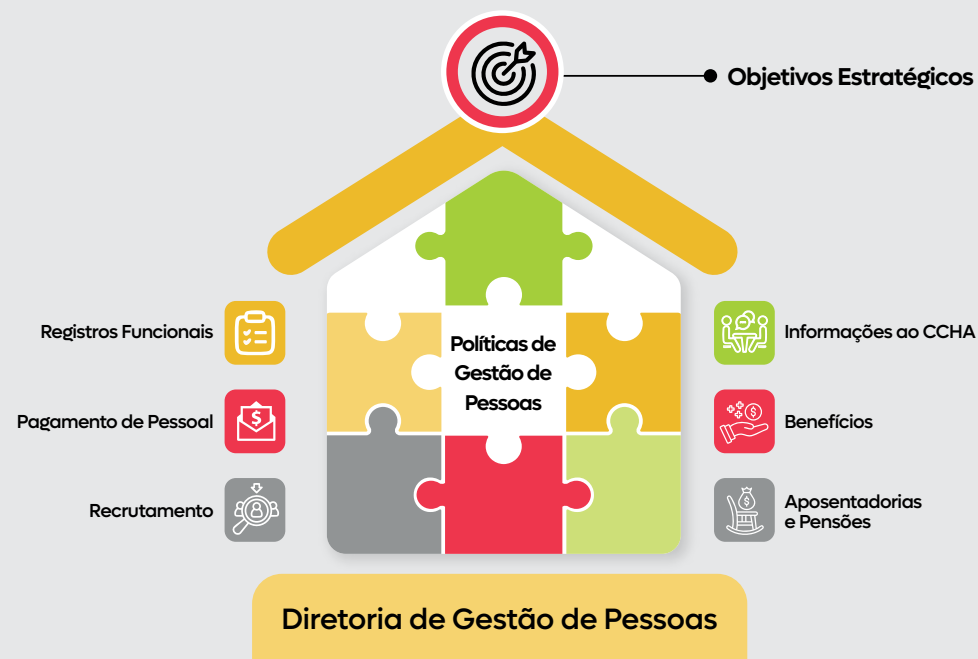 Objetivos Estratégicos
Registros Funcionais
Pagamento de Pessoal
Recrutamento
Políticas de
Gestão de
Pessoas
Informações ao CCHA
Benefícios
Aposentadorias
e Pensões
Diretoria de Gestão de Pessoas